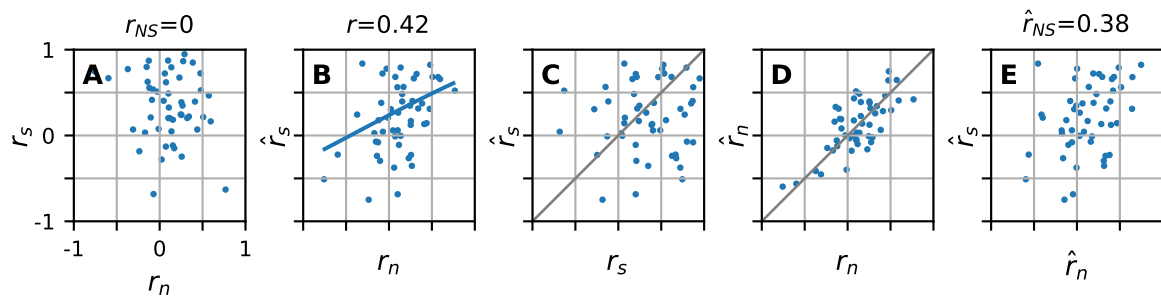 r_NS=0
r=0.42
r̂_NS=0.38
A
B
C
D
E
1
0
-1
r_s
r̂_s
r̂_s
r̂_n
r̂_s
-1 0 1
r_n
r_n
r_s
r_n
r̂_n